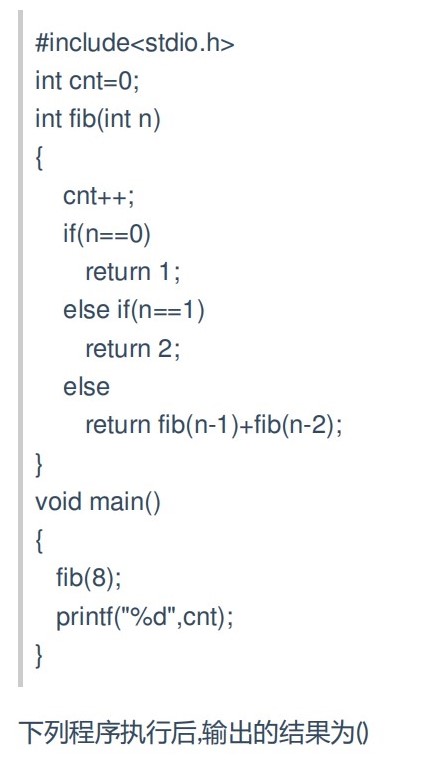 #include<stdio.h>
int cnt=0;
int fib(int n)
{
cnt++;
if(n==0)
return 1;
else if(n==1)
return 2;
else
return fib(n-1)+fib(n-2);
}
void main()
{
fib(8);
printf("%d",cnt);
}
下列程序执行后,输出的结果为()